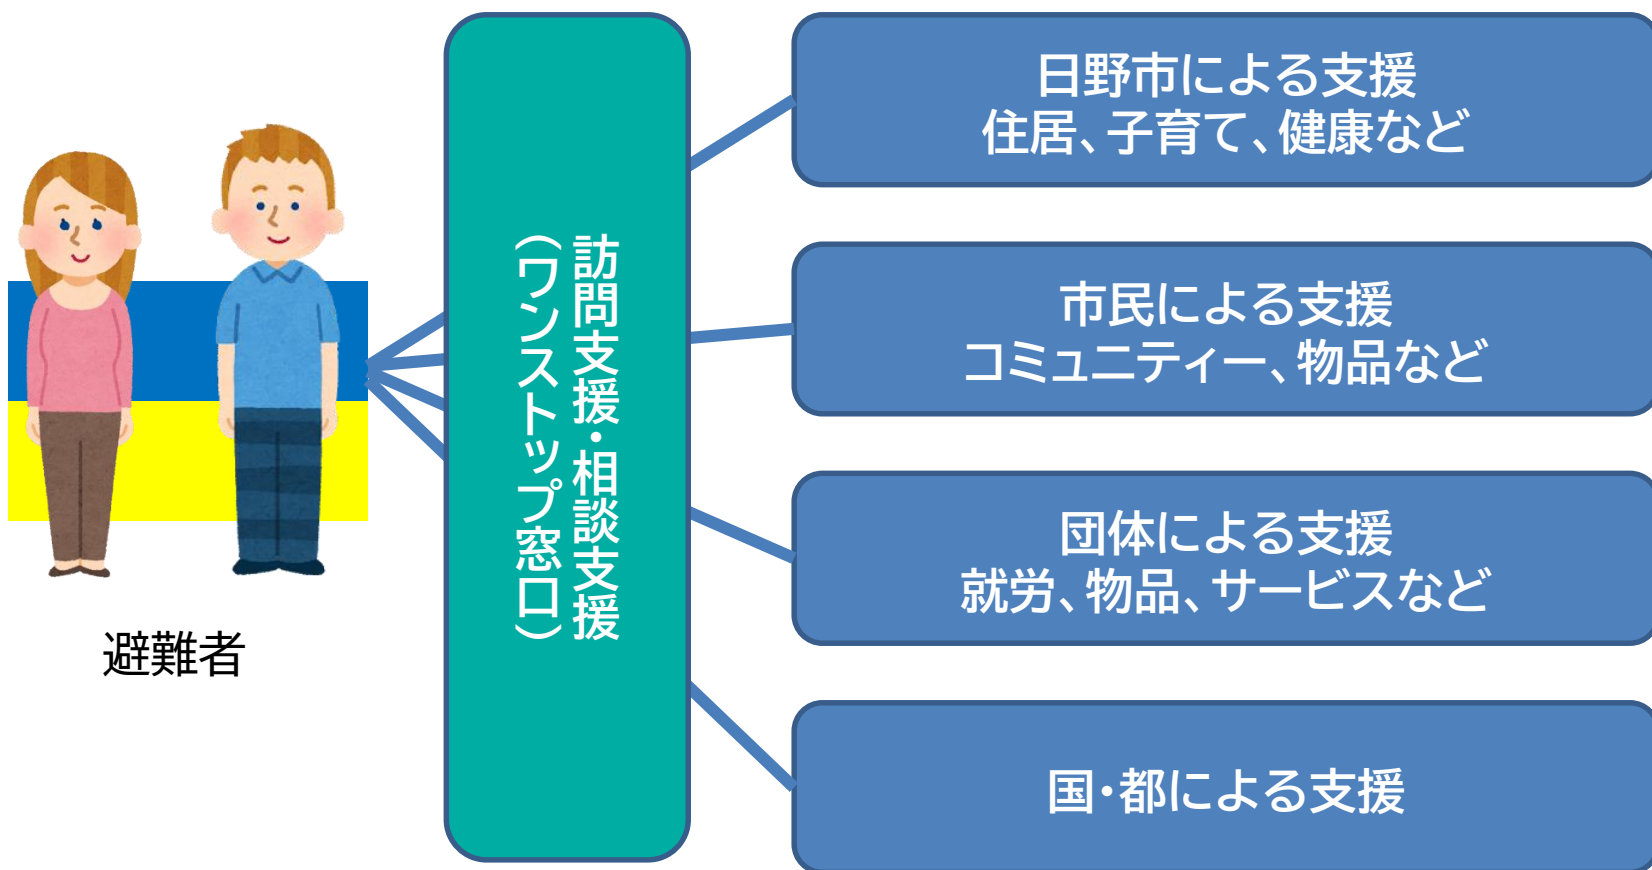 避難者
訪問支援・相談支援
（ワンストップ窓口）
日野市による支援
住居、子育て、健康など
市民による支援
コミュニティー、物品など
団体による支援
就労、物品、サービスなど
国・都による支援